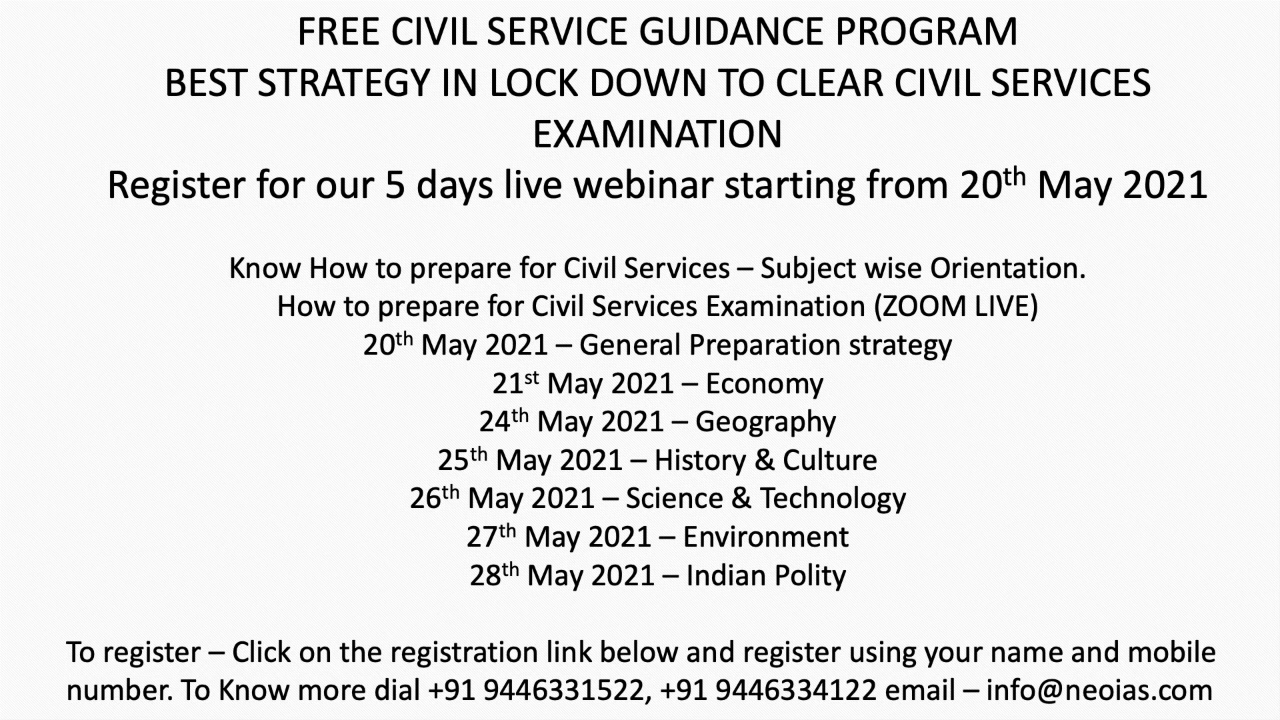 FREE CIVIL SERVICE GUIDANCE PROGRAM
BEST STRATEGY IN LOCK DOWN TO CLEAR CIVIL SERVICES
EXAMINATION
Register for our 5 days live webinar starting from 20th May 2021
Know How to prepare for Civil Services – Subject wise Orientation.
How to prepare for Civil Services Examination (ZOOM LIVE)
20th May 2021 – General Preparation strategy
21st May 2021 – Economy
24th May 2021 – Geography
25th May 2021 – History & Culture
26th May 2021 – Science & Technology
27th May 2021 – Environment
28th May 2021 – Indian Polity
To register – Click on the registration link below and register using your name and mobile
number. To Know more dial +91 9446331522, +91 9446334122 email – info@neoias.com